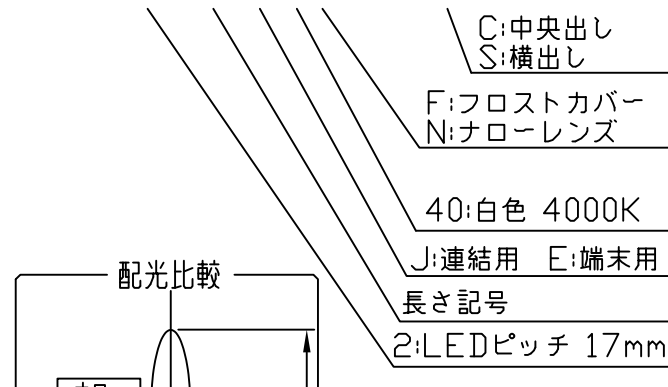 C:中央出し
S:横出し
F:フロストカバー
N:ナローレンズ
40:白色 4000K
J:連結用 E:端末用
長さ記号
2:LEDピッチ 17mm
配光比較